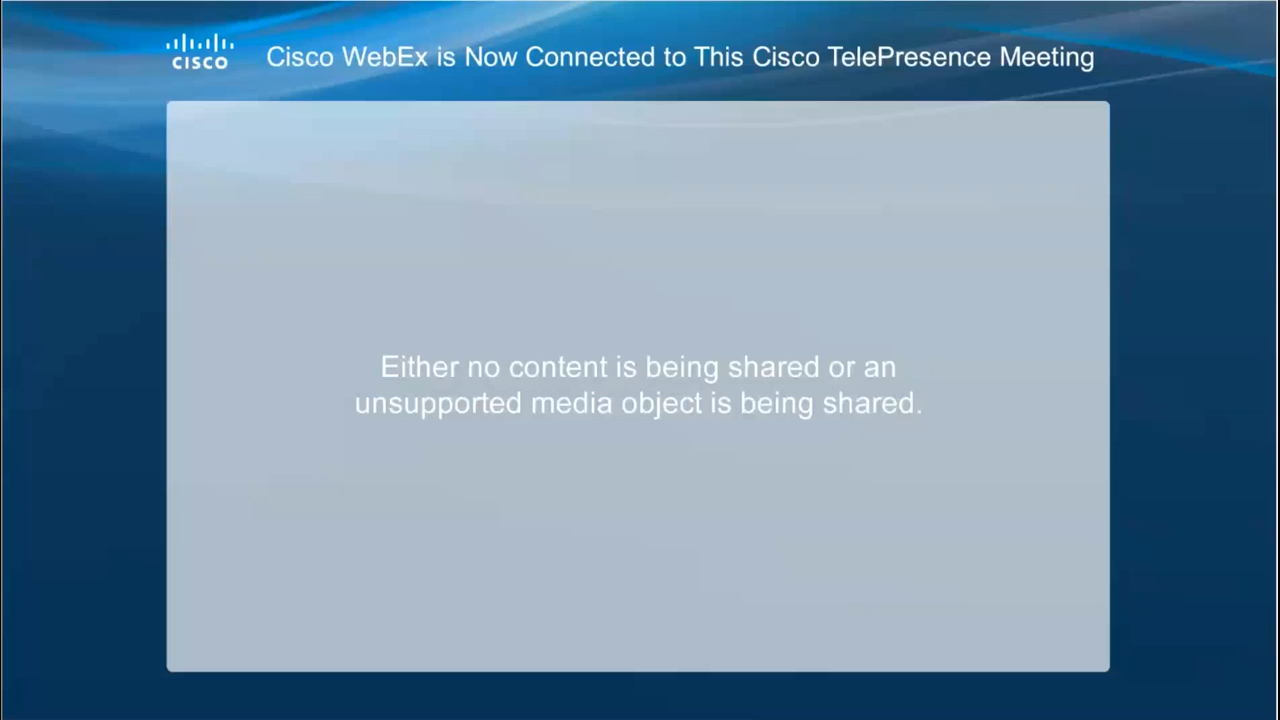 CISCO
Cisco WebEx is Now Connected to This Cisco TelePresence Meeting
Either no content is being shared or an
unsupported media object is being shared.